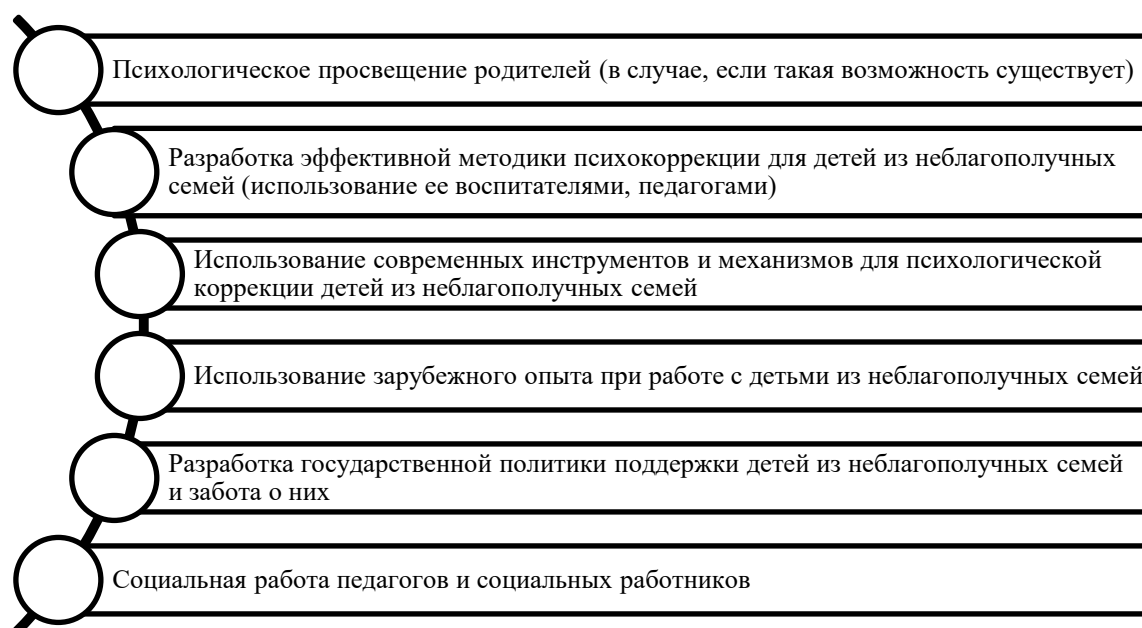 Психологическое просвещение родителей (в случае, если такая возможность существует)
Разработка эффективной методики психокоррекции для детей из неблагополучных
семей (использование ее воспитателями, педагогами)
Использование современных инструментов и механизмов для психологической
коррекции детей из неблагополучных семей
Использование зарубежного опыта при работе с детьми из неблагополучных семей
Разработка государственной политики поддержки детей из неблагополучных семей
и забота о них
Социальная работа педагогов и социальных работников